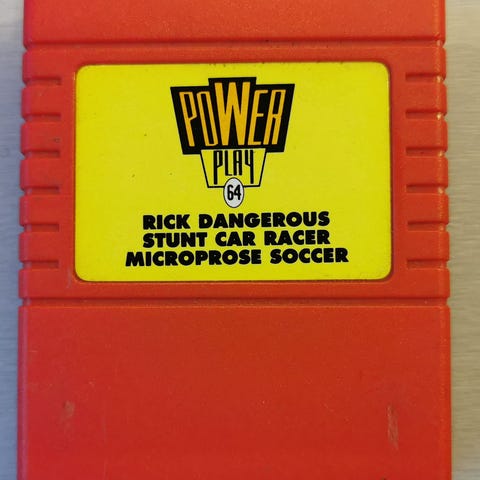 POWER
PLAY
64
RICK DANGEROUS
STUNT CAR RACER
MICROPROSE SOCCER